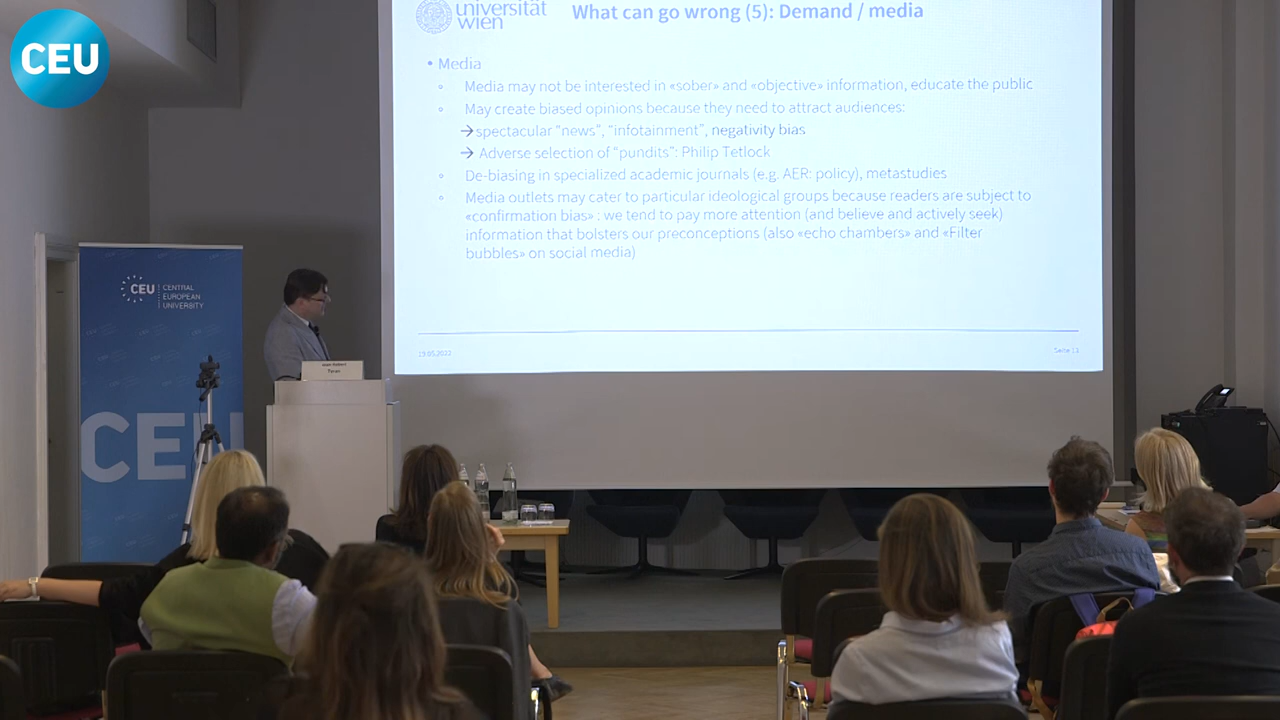 CEU
universität
wien
What can go wrong (5): Demand / media
• Media
Media may not be interested in «sober» and «objective» information, educate the public
May create biased opinions because they need to attract audiences:
→ spectacular "news", "infotainment", negativity bias
→ Adverse selection of "pundits": Philip Tetlock
De-biasing in specialized academic journals (e.g. AER: policy), metastudies
Media outlets may cater to particular ideological groups because readers are subject to
«confirmation bias» : we tend to pay more attention (and believe and actively seek)
information that bolsters our preconceptions (also «echo chambers» and «Filter
bubbles» on social media)
Seite 11
CEU
CENTRAL
EUROPEAN
UNIVERSITY
CEU